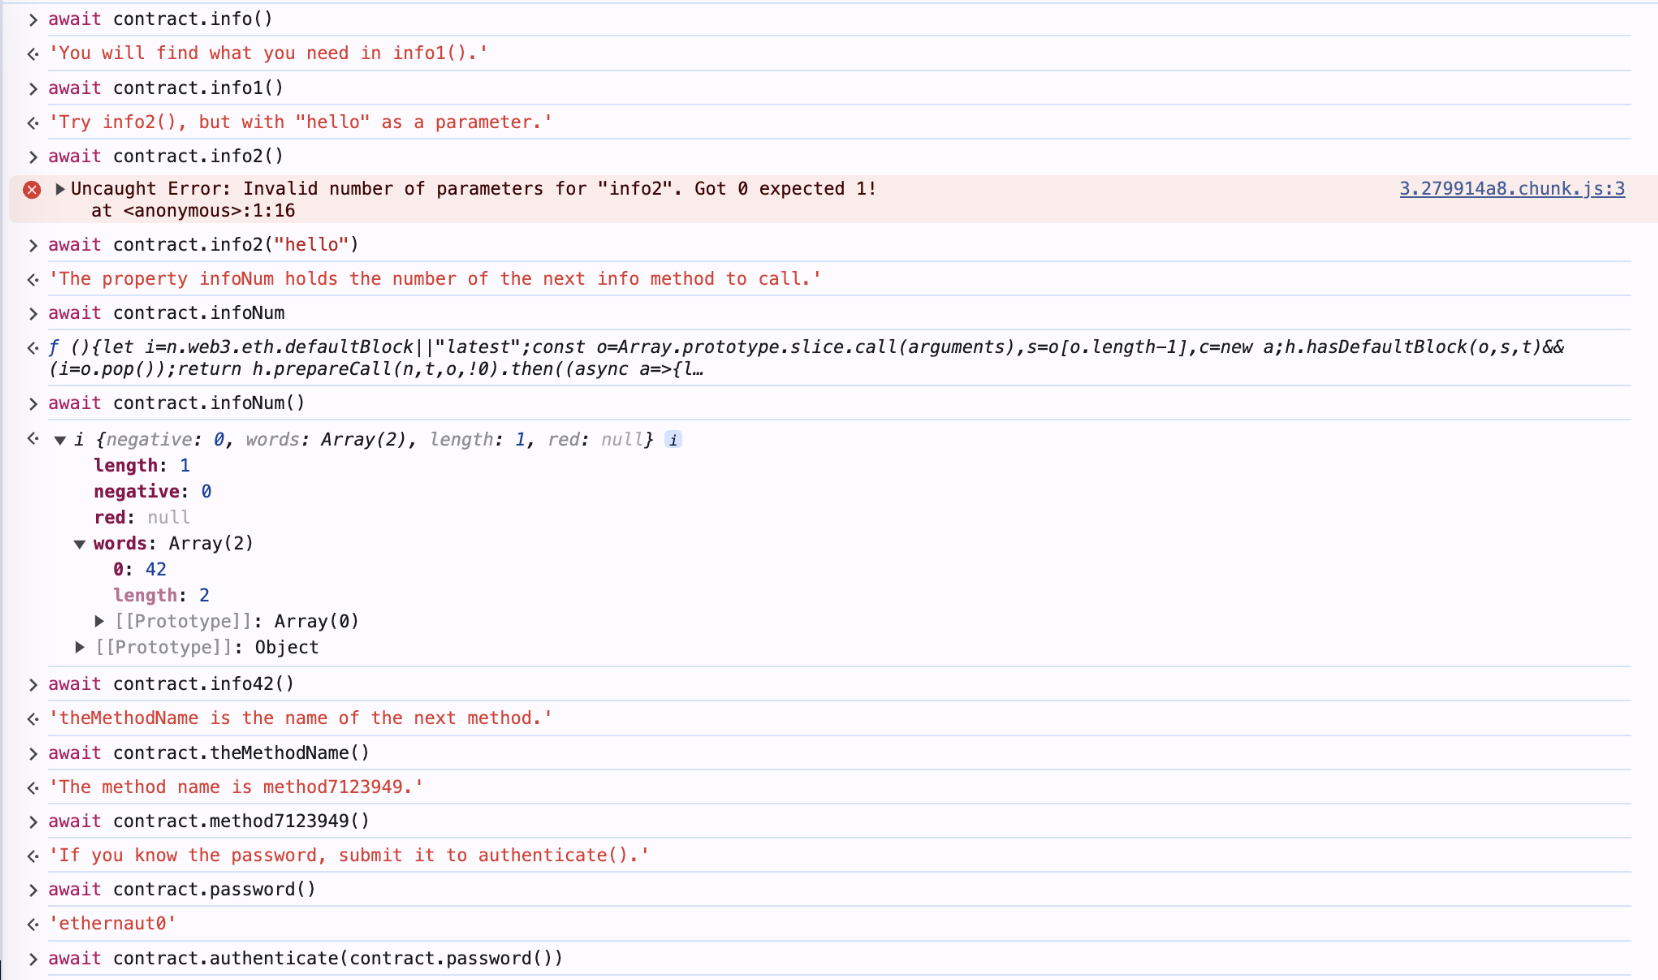 > await contract.info()
<· 'You will find what you need in info1().'
> await contract.info1()
<· 'Try info2(), but with "hello" as a parameter.'
> await contract.info2()
▶Uncaught Error: Invalid number of parameters for "info2". Got 0 expected 1! 3.279914a8.chunk.js:3
at <anonymous>:1:16
> await contract.info2("hello")
<· 'The property infoNum holds the number of the next info method to call.'
> await contract.infoNum
<· ƒ (){let i=n.web3.eth.defaultBlock||"latest";const o=Array.prototype.slice.call(arguments),s=o[o.length-1],c=new a;h.hasDefaultBlock(o,s,t)&&
(i=o.pop());return h.prepareCall(n,t,o,!0).then((async a=>{l…
> await contract.infoNum()
<· ▼ i {negative: 0, words: Array(2), length: 1, red: null} i
length: 1
negative: 0
red: null
▼ words: Array(2)
0: 42
length: 2
▶ [[Prototype]]: Array(0)
▶ [[Prototype]]: Object
> await contract.info42()
<· 'theMethodName is the name of the next method.'
> await contract.theMethodName()
<· 'The method name is method7123949.'
> await contract.method7123949()
<· 'If you know the password, submit it to authenticate().'
> await contract.password()
<· 'ethernaut0'
> await contract.authenticate(contract.password())